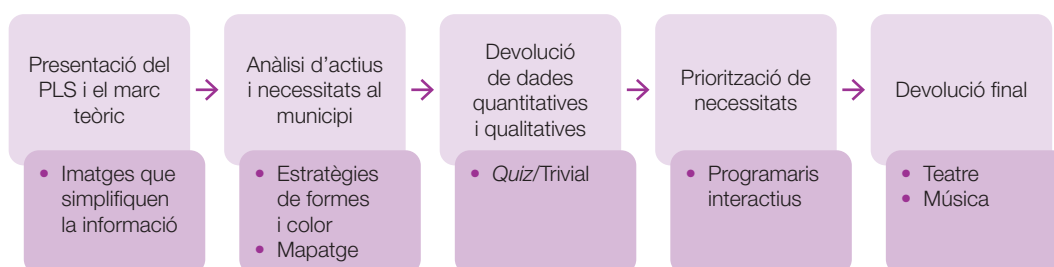 Presentació del
PLS i el marc
teòric
• Imatges que
simplifiquen
la informació
Anàlisi d'actius
i necessitats al
municipi
• Estratègies
de formes
i color
• Mapatge
Devolució
de dades
quantitatives
i qualitatives
• Quiz/Trivial
Priorització de
necessitats
• Programaris
interactius
Devolució final
• Teatre
• Música